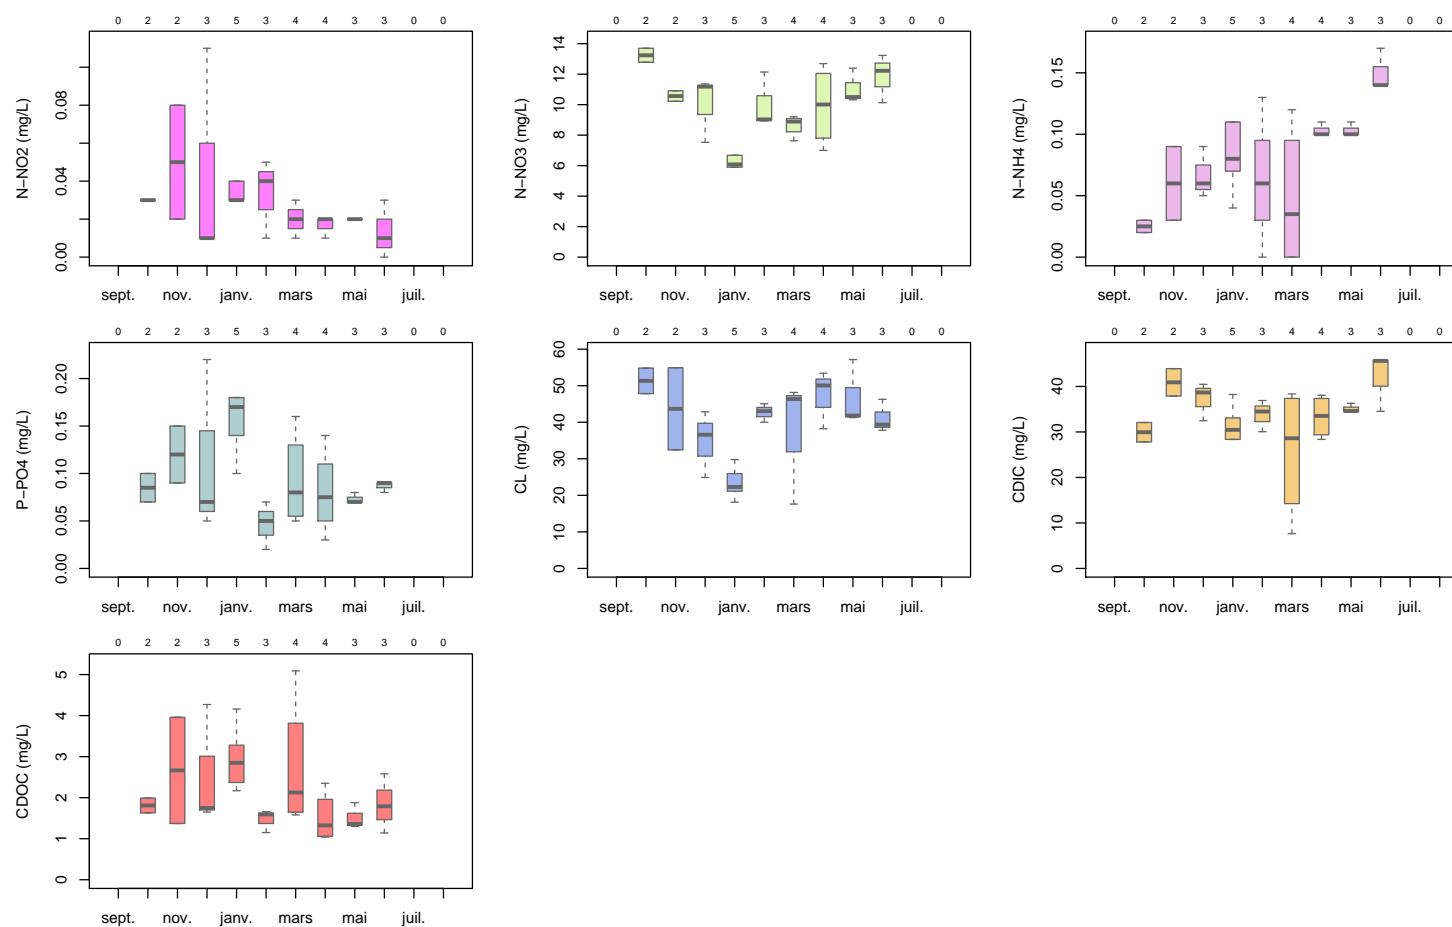 0 2 2 3 5 3 4 4 3 3 0 0
N−NO2 (mg/L)
0.00 0.04 0.08
sept. nov. janv. mars mai juil.
0 2 2 3 5 3 4 4 3 3 0 0
N−NO3 (mg/L)
0 2 4 6 8 10 12 14
sept. nov. janv. mars mai juil.
0 2 2 3 5 3 4 4 3 3 0 0
N−NH4 (mg/L)
0.00 0.05 0.10 0.15
sept. nov. janv. mars mai juil.
0 2 2 3 5 3 4 4 3 3 0 0
P−PO4 (mg/L)
0.00 0.05 0.10 0.15 0.20
sept. nov. janv. mars mai juil.
0 2 2 3 5 3 4 4 3 3 0 0
CL (mg/L)
0 10 20 30 40 50 60
sept. nov. janv. mars mai juil.
0 2 2 3 5 3 4 4 3 3 0 0
CDIC (mg/L)
0 10 20 30 40
sept. nov. janv. mars mai juil.
0 2 2 3 5 3 4 4 3 3 0 0
CDOC (mg/L)
0 1 2 3 4 5
sept. nov. janv. mars mai juil.